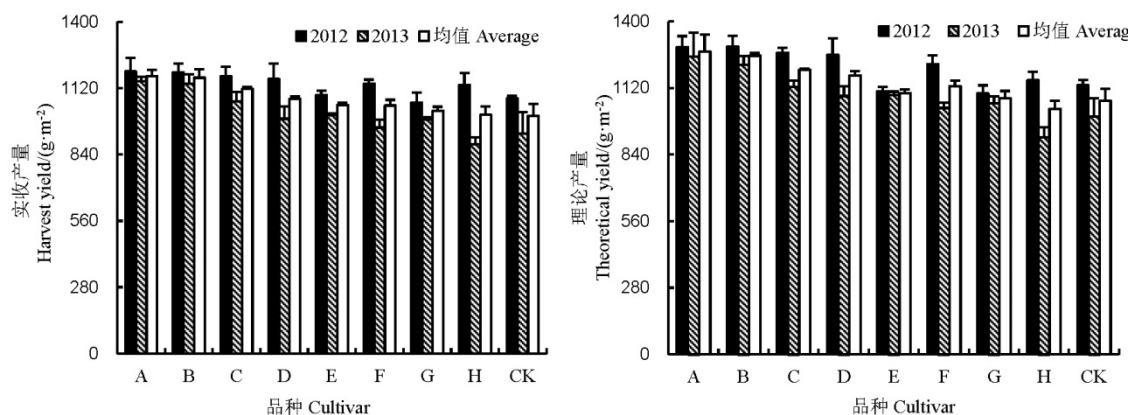 1400
1120
840
560
280
0
实收产量
Harvest yield/(g·m⁻²)
2012 2013 均值 Average
A B C D E F G H CK
品种 Cultivar
1400
1120
840
560
280
0
理论产量
Theoretical yield/(g·m⁻²)
2012 2013 均值 Averag
A B C D E F G H CK
品种 Cultivar